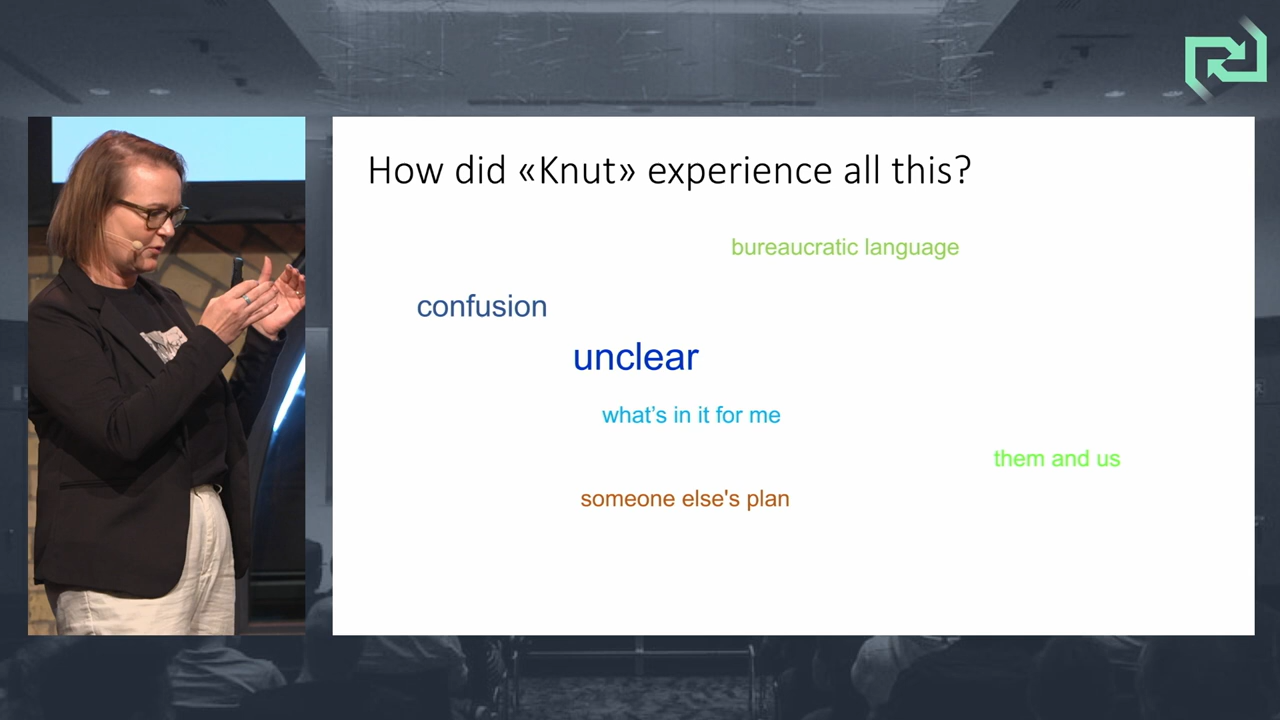 How did «Knut» experience all this?
bureaucratic language
confusion
unclear
what's in it for me
them and us
someone else's plan